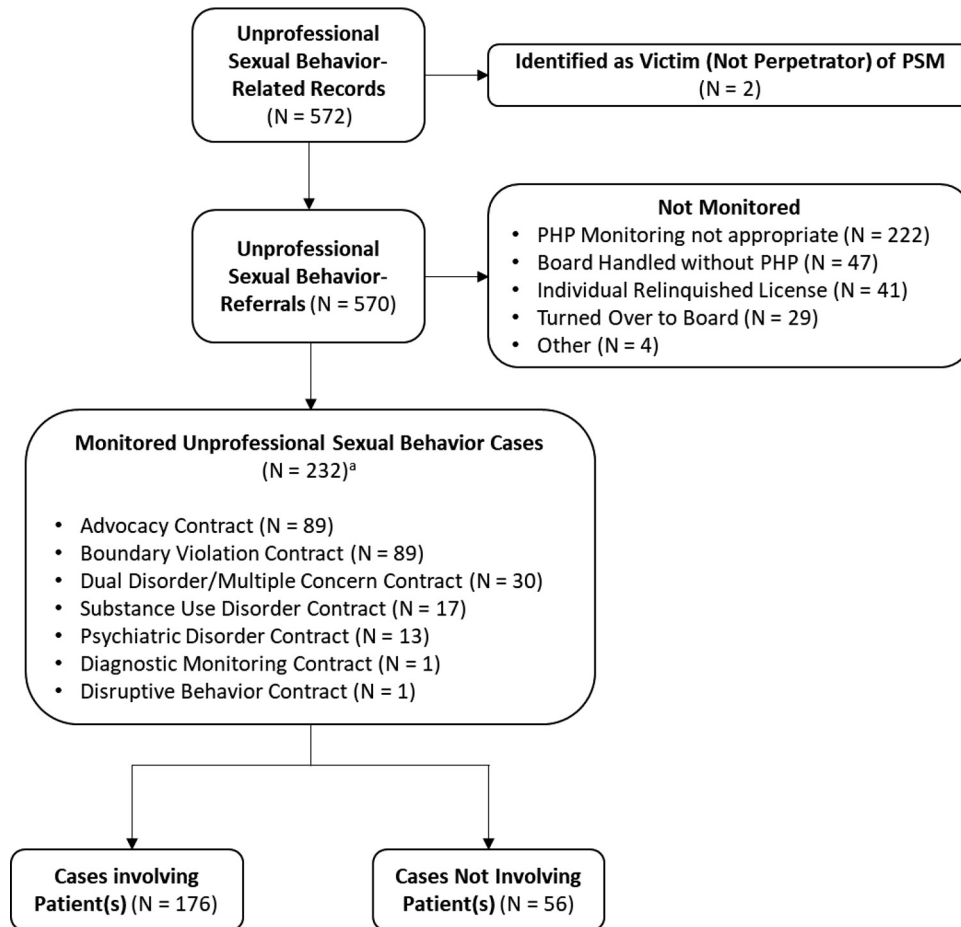 Unprofessional
Sexual Behavior-
Related Records
(N = 572)
Identified as Victim (Not Perpetrator) of PSM
(N = 2)
Unprofessional
Sexual Behavior-
Referrals (N = 570)
Not Monitored
• PHP Monitoring not appropriate (N = 222)
• Board Handled without PHP (N = 47)
• Individual Relinquished License (N = 41)
• Turned Over to Board (N = 29)
• Other (N = 4)
Monitored Unprofessional Sexual Behavior Cases
(N = 232)ᵃ
• Advocacy Contract (N = 89)
• Boundary Violation Contract (N = 89)
• Dual Disorder/Multiple Concern Contract (N = 30)
• Substance Use Disorder Contract (N = 17)
• Psychiatric Disorder Contract (N = 13)
• Diagnostic Monitoring Contract (N = 1)
• Disruptive Behavior Contract (N = 1)
Cases involving
Patient(s) (N = 176)
Cases Not Involving
Patient(s) (N = 56)